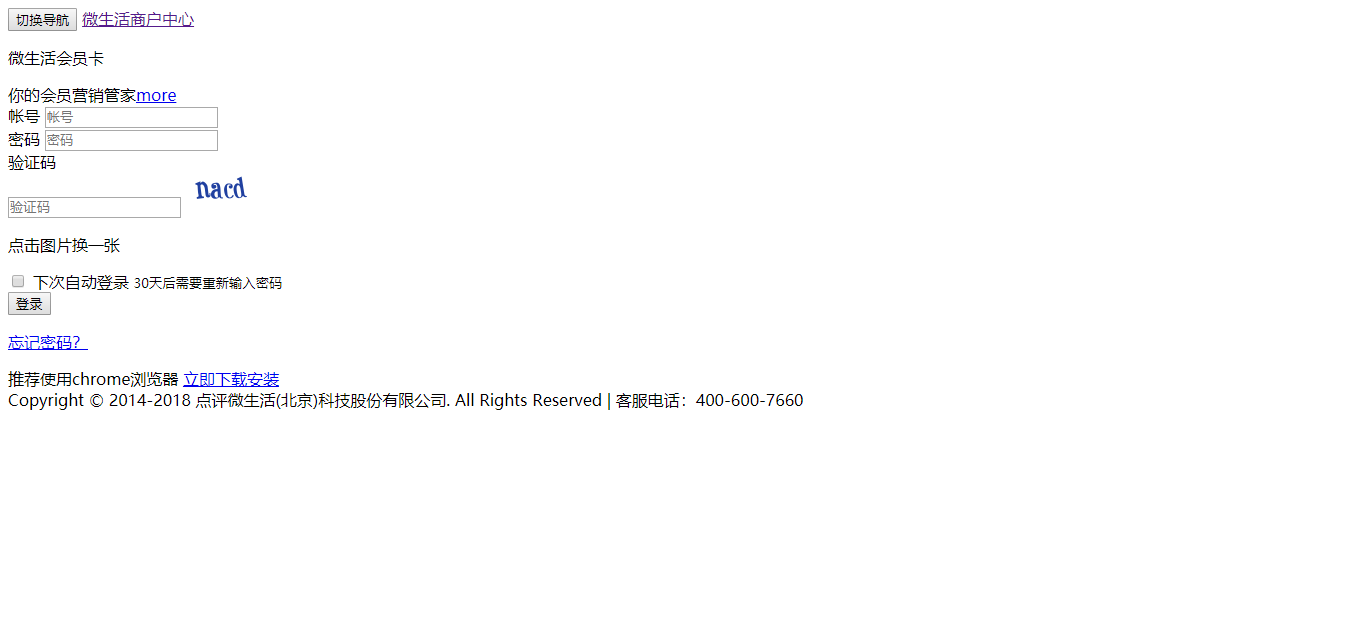 切换导航 微生活商户中心
微生活会员卡
你的会员营销管家more
帐号 帐号
密码 密码
验证码
nacd
验证码
点击图片换一张
下次自动登录 30天后需要重新输入密码
登录
忘记密码？
推荐使用chrome浏览器 立即下载安装
Copyright © 2014-2018 点评微生活(北京)科技股份有限公司. All Rights Reserved | 客服电话：400-600-7660